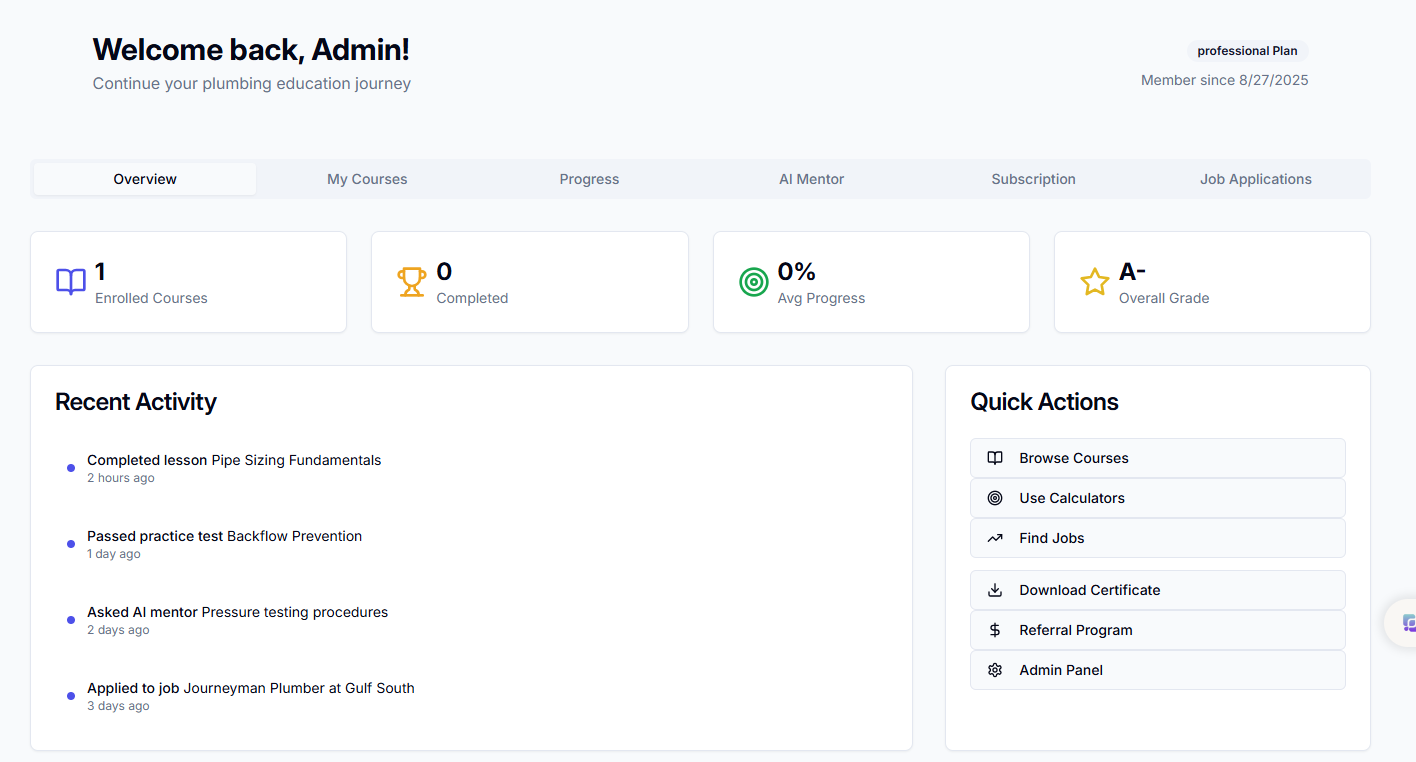 Welcome back, Admin!
Continue your plumbing education journey
professional Plan
Member since 8/27/2025
Overview
My Courses
Progress
AI Mentor
Subscription
Job Applications
1
Enrolled Courses
0
Completed
0%
Avg Progress
A-
Overall Grade
Recent Activity
Completed lesson Pipe Sizing Fundamentals
2 hours ago
Passed practice test Backflow Prevention
1 day ago
Asked AI mentor Pressure testing procedures
2 days ago
Applied to job Journeyman Plumber at Gulf South
3 days ago
Quick Actions
Browse Courses
Use Calculators
Find Jobs
Download Certificate
Referral Program
Admin Panel